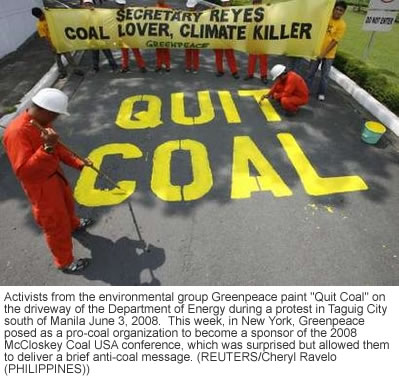 SECRETARY REYES
COAL LOVER, CLIMATE KILLER
GREENPEACE
DO NOT
ENTER
QUIT
COAL
Activists from the environmental group Greenpeace paint "Quit Coal" on
the driveway of the Department of Energy during a protest in Taguig City
south of Manila June 3, 2008.  This week, in New York, Greenpeace
posed as a pro-coal organization to become a sponsor of the 2008
McCloskey Coal USA conference, which was surprised but allowed them
to deliver a brief anti-coal message. (REUTERS/Cheryl Ravelo
(PHILIPPINES))